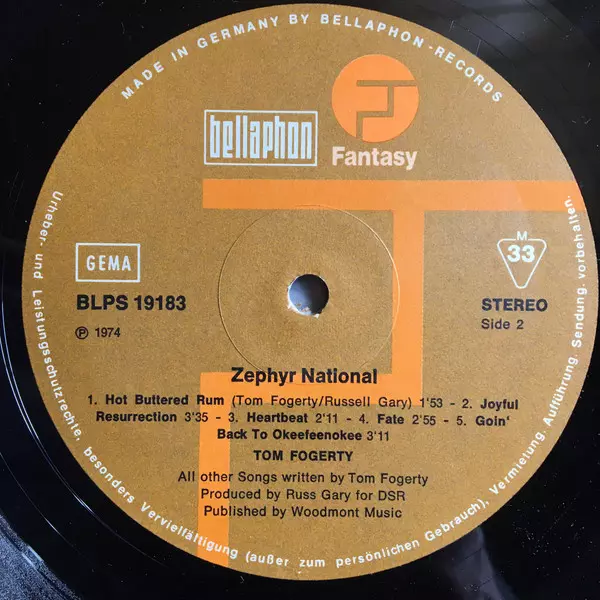 MADE IN GERMANY BY BELLAPHON-RECORDS
bellaphon
Fantasy
GEMA
BLPS 19183
℗ 1974
M
33
STEREO
Side 2
Zephyr National
1. Hot Buttered Rum (Tom Fogerty/Russell Gary) 1'53 - 2. Joyful
Resurrection 3'35 - 3. Heartbeat 2'11 - 4. Fate 2'55 - 5. Goin'
Back To Okeefeenokee 3'11
TOM FOGERTY
All other Songs written by Tom Fogerty
Produced by Russ Gary for DSR
Published by Woodmont Music
Urheber- und Leistungsschutzrechte, besonders Vervielfältigung (außer zum persönlichen Gebrauch), Vermietung, Aufführung, Sendung, vorbehalten.